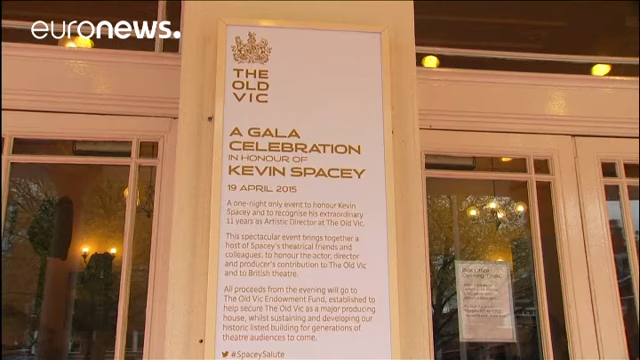 euronews.
THE
OLD
VIC
A GALA
CELEBRATION
IN HONOUR OF
KEVIN SPACEY
19 APRIL 2015
A one-night only event to honour Kevin
Spacey and to recognise his extraordinary
11 years as Artistic Director at The Old Vic.
This spectacular event brings together a
host of Spacey's theatrical friends and
colleagues, to honour the actor, director
and producer's contribution to The Old Vic
and to British theatre.
All proceeds from the evening will go to
The Old Vic Endowment Fund, established to
help secure The Old Vic as a major producing
house, whilst sustaining and developing our
historic listed building for generations of
theatre audiences to come.
#SpaceySalute
Box Office
Opening Times